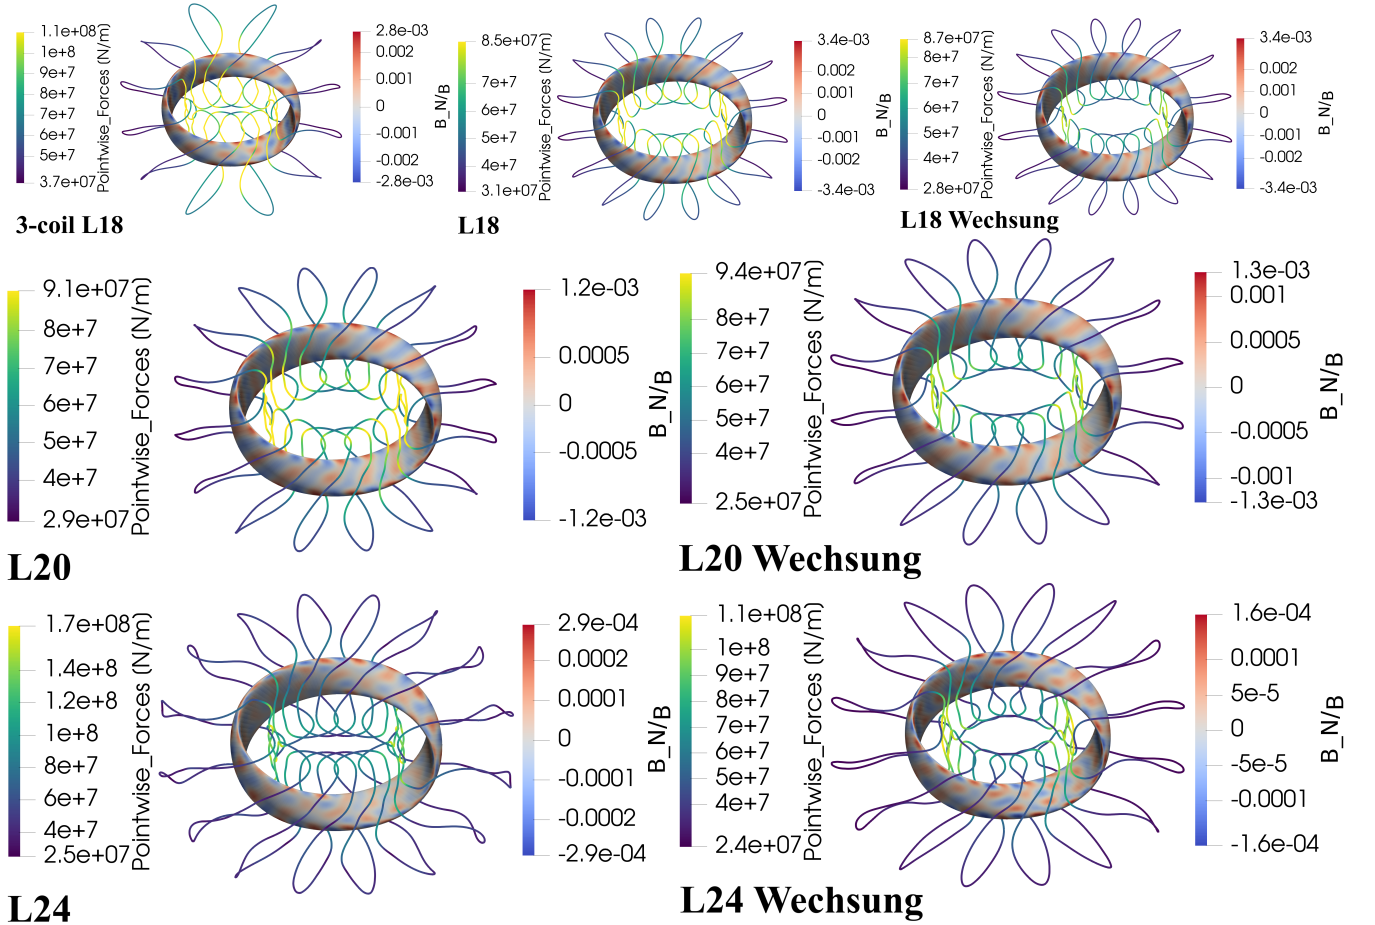 1.1e+08
1e+8
9e+7
8e+7
7e+7
6e+7
5e+7
3.7e+07
Pointwise_Forces (N/m)
2.8e-03
0.002
0.001
0
-0.001
-0.002
-2.8e-03
B_N/B
3-coil L18
8.5e+07
7e+7
6e+7
5e+7
4e+7
3.1e+07
Pointwise_Forces (N/m)
3.4e-03
0.002
0.001
0
-0.001
-0.002
-3.4e-03
B_N/B
L18
8.7e+07
8e+7
7e+7
6e+7
5e+7
4e+7
2.8e+07
Pointwise_Forces (N/m)
3.4e-03
0.002
0.001
0
-0.001
-0.002
-3.4e-03
B_N/B
L18 Wechsung
9.1e+07
8e+7
7e+7
6e+7
5e+7
4e+7
2.9e+07
Pointwise_Forces (N/m)
1.2e-03
0.0005
0
-0.0005
-1.2e-03
B_N/B
L20
9.4e+07
8e+7
7e+7
6e+7
5e+7
4e+7
2.5e+07
Pointwise_Forces (N/m)
1.3e-03
0.001
0.0005
0
-0.0005
-0.001
-1.3e-03
B_N/B
L20 Wechsung
1.7e+08
1.4e+8
1.2e+8
1e+8
8e+7
6e+7
4e+7
2.5e+07
Pointwise_Forces (N/m)
2.9e-04
0.0002
0.0001
0
-0.0001
-0.0002
-2.9e-04
B_N/B
L24
1.1e+08
1e+8
9e+7
8e+7
7e+7
6e+7
5e+7
4e+7
2.4e+07
Pointwise_Forces (N/m)
1.6e-04
0.0001
5e-5
0
-5e-5
-0.0001
-1.6e-04
B_N/B
L24 Wechsung